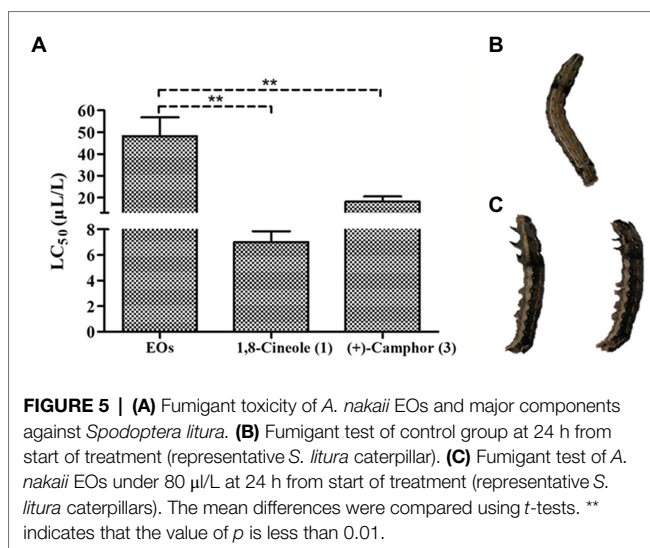 A
B
**
**
60
50
40
30
20
8
6
4
2
0
LC50 (μL/L)
EOs 1,8-Cineole (1) (+)-Camphor (3)
C
FIGURE 5 | (A) Fumigant toxicity of A. nakaii EOs and major components
against Spodoptera litura. (B) Fumigant test of control group at 24 h from
start of treatment (representative S. litura caterpillar). (C) Fumigant test of A.
nakaii EOs under 80 μl/L at 24 h from start of treatment (representative S.
litura caterpillars). The mean differences were compared using t-tests. **
indicates that the value of p is less than 0.01.